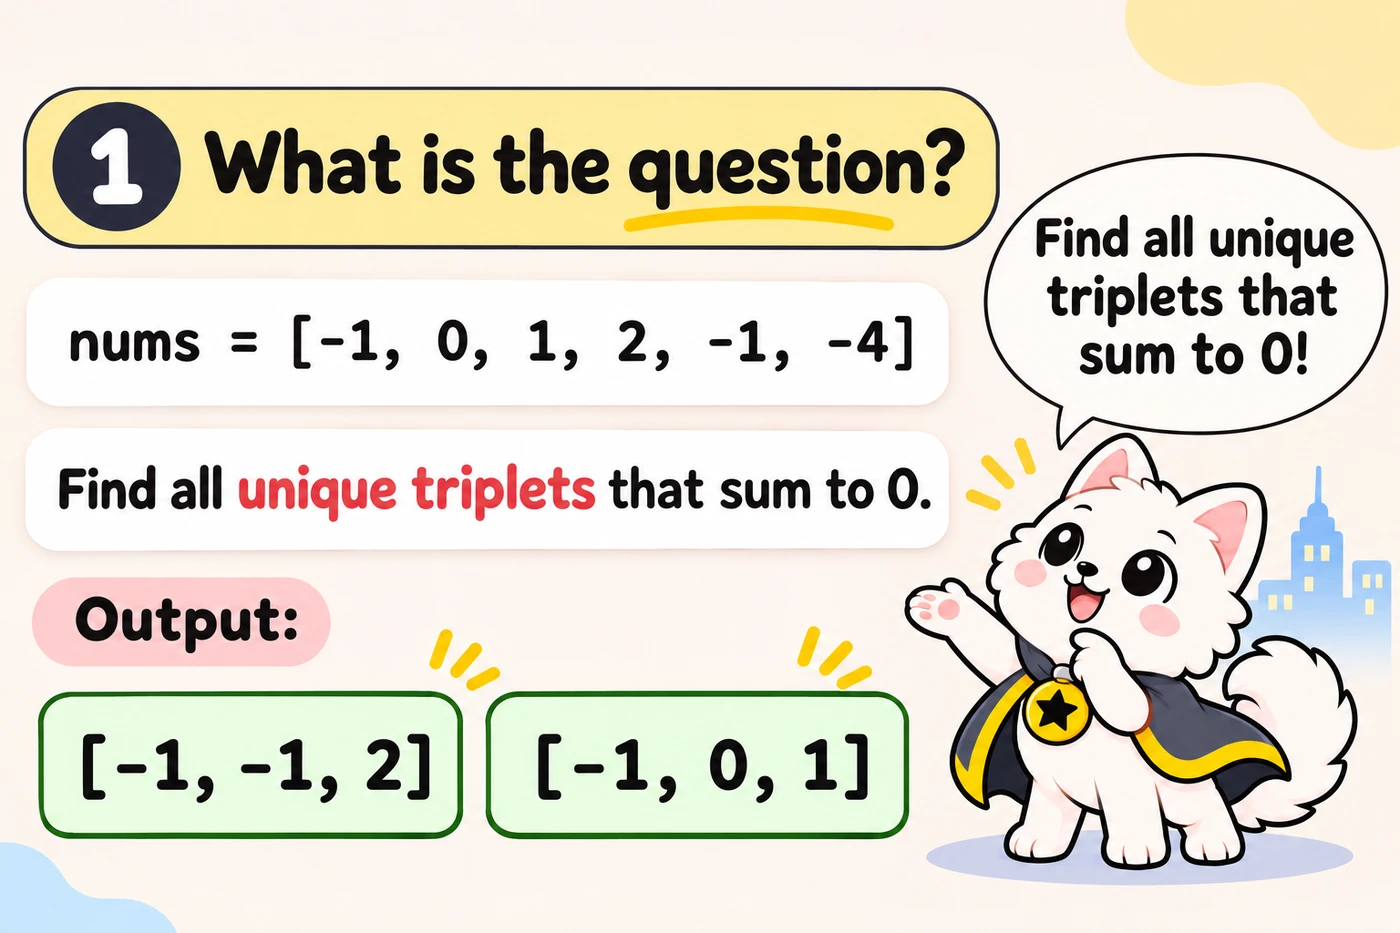 1 What is the question?
nums = [-1, 0, 1, 2, -1, -4]
Find all unique triplets that sum to 0.
Output:
[-1, -1, 2] [-1, 0, 1]
Find all unique
triplets that
sum to 0!